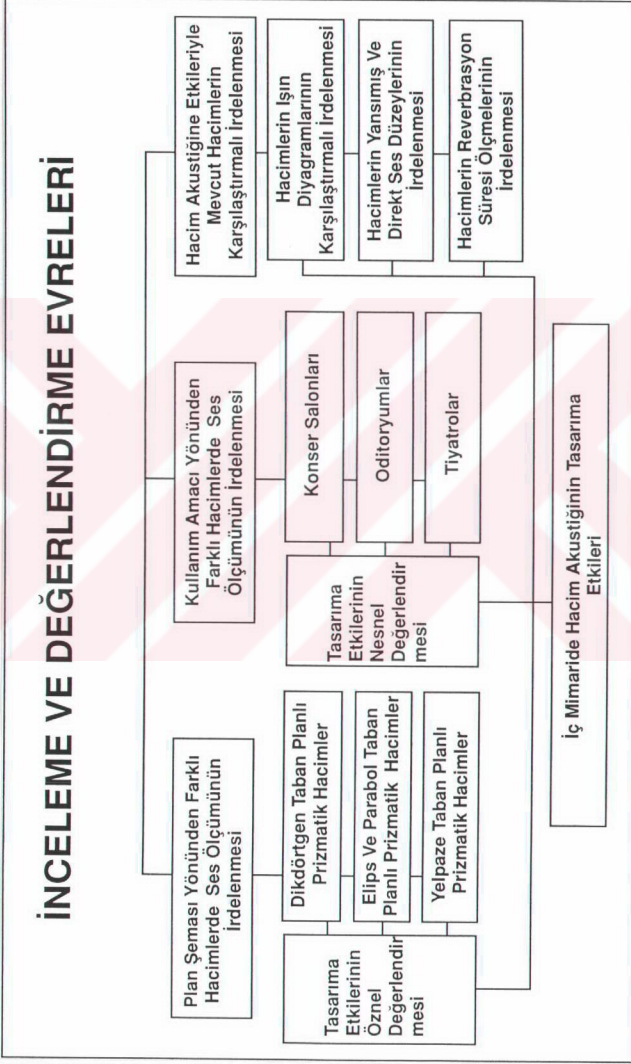 İNCELEME VE DEĞERLENDİRME EVRELERİ
Plan Şeması Yönünden Farklı
Hacimlerde Ses Ölçümünün
İrdelenmesi
Kullanım Amacı Yönünden
Farklı Hacimlerde Ses
Ölçümünün İrdelenmesi
Hacim Akustiğine Etkileriyle
Mevcut Hacimlerin
Karşılaştırmalı İrdelenmesi
Tasarıma
Etkilerinin
Öznel
Değerlendir
mesi
Dikdörtgen Taban Planlı
Prizmatik Hacimler
Elips Ve Parabol Taban
Planlı Prizmatik Hacimler
Yelpaze Taban Planlı
Prizmatik Hacimler
Tasarıma
Etkilerinin
Nesnel
Değerlendir
mesi
Konser Salonları
Oditoryumlar
Tiyatrolar
Hacimlerin Işın
Diyagramlarının
Karşılaştırmalı İrdelenmesi
Hacimlerin Yansımış Ve
Direkt Ses Düzeylerinin
İrdelenmesi
Hacimlerin Reverbrasyon
Süresi Ölçmelerinin
İrdelenmesi
İç Mimaride Hacim Akustiğinin Tasarıma
Etkileri